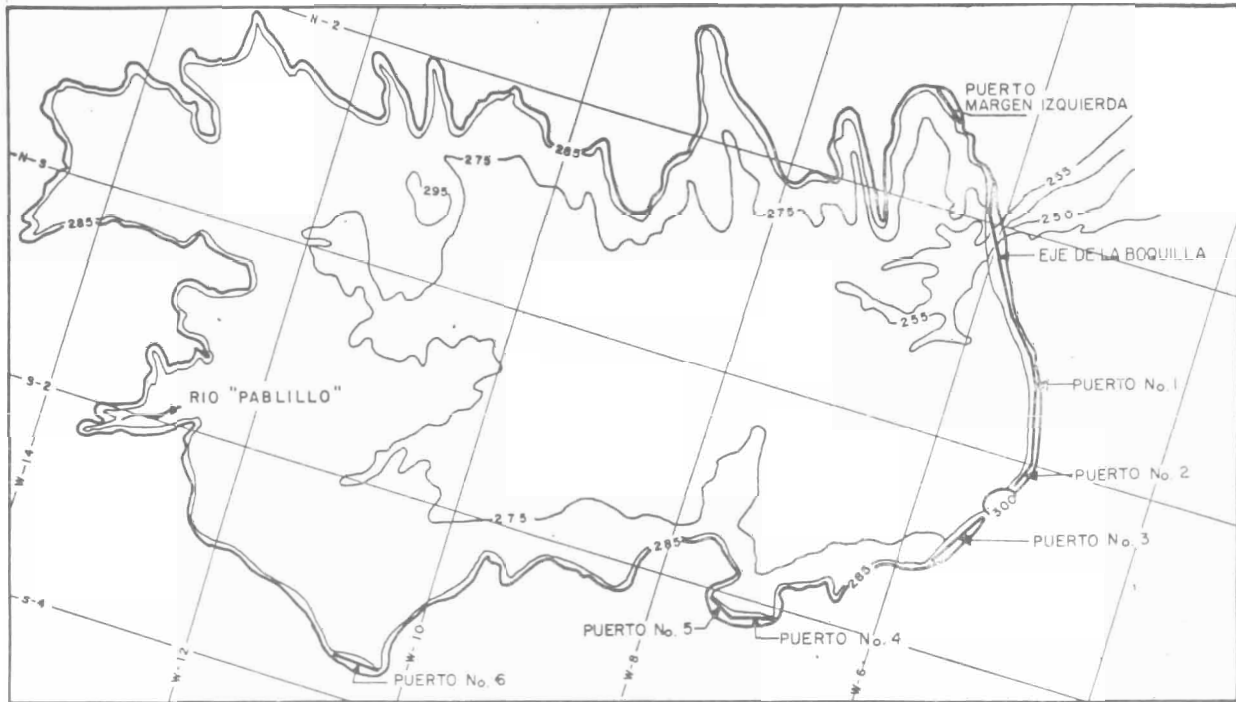 N-2
PUERTO
MARGEN IZQUIERDA
N-3
285
275
295
285
275
255
250
EJE DE LA BOQUILLA
285
255
S-2
RIO "PABLILLO"
PUERTO No. 1
W-14
PUERTO No. 2
300
275
285
PUERTO No. 3
285
S-4
PUERTO No. 5
PUERTO No. 4
W-12
W-10
W-8
W-6
PUERTO No. 6